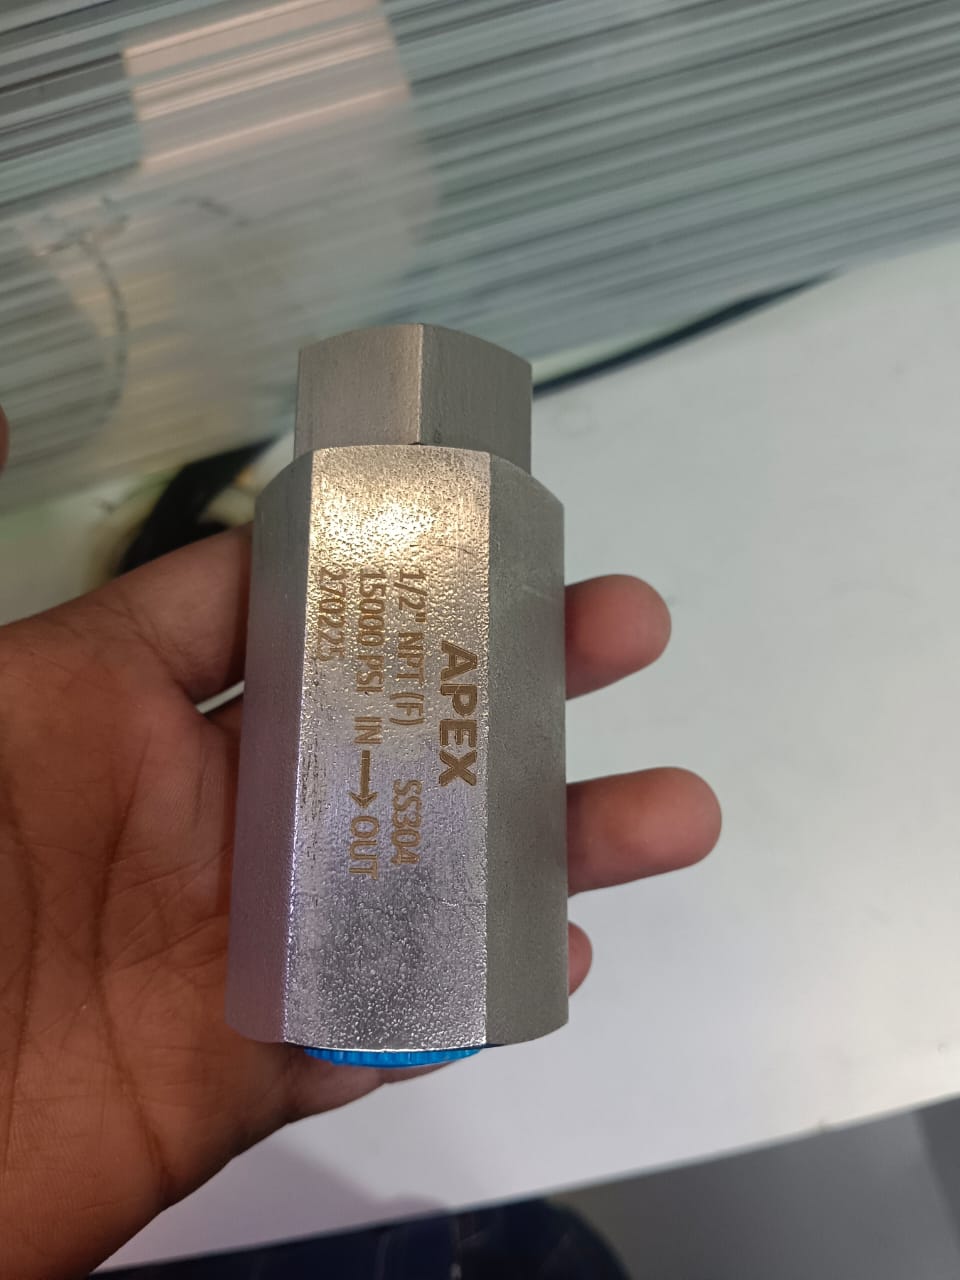 APEX
1/2" NPT (F) SS304
15000 PSI IN → OUT
270225